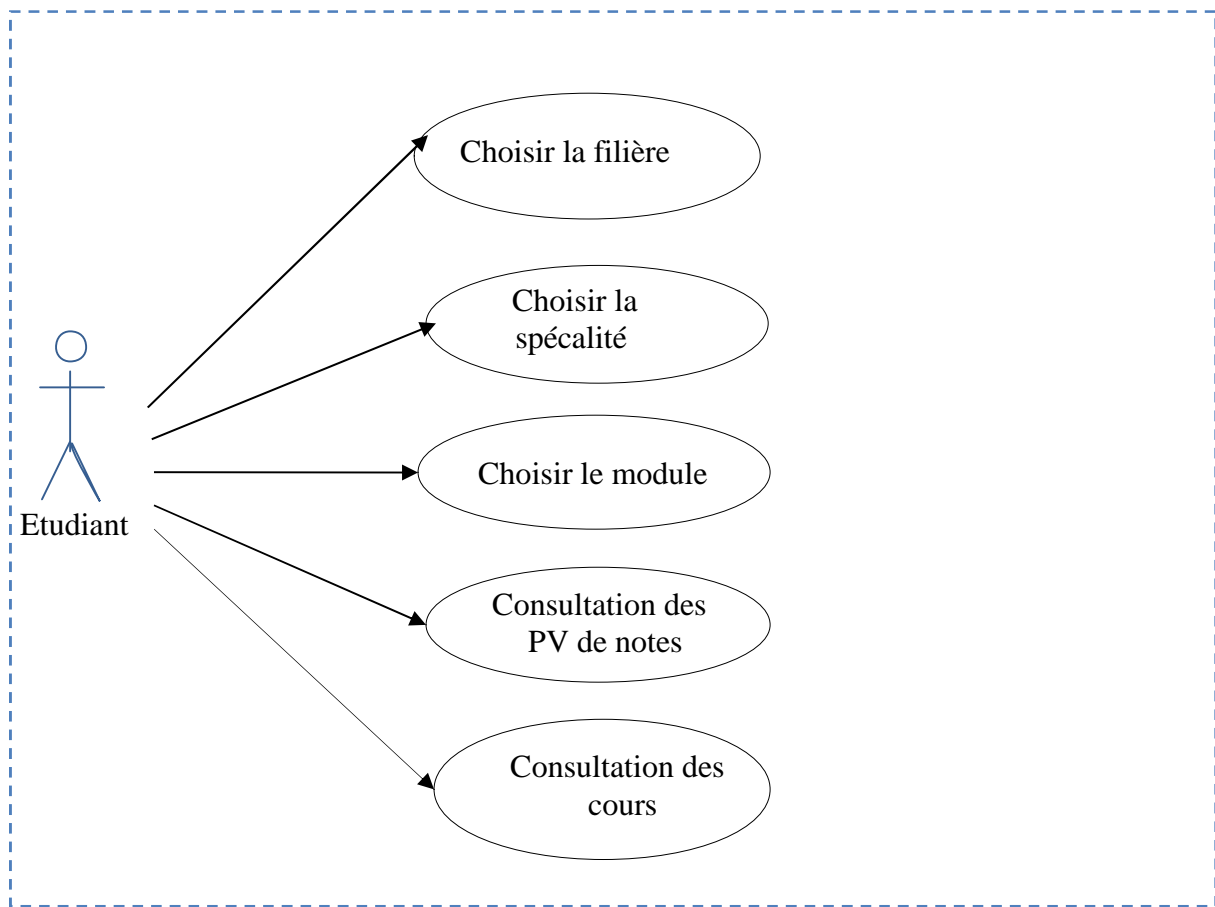 Choisir la filière
Choisir la
spécalité
Choisir le module
Etudiant
Consultation des
PV de notes
Consultation des
cours